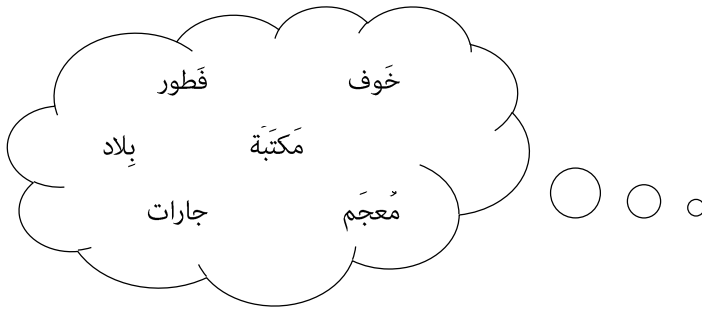 خَوف فَطور
مَكتَبَة بِلاد
مُعجَم جارات